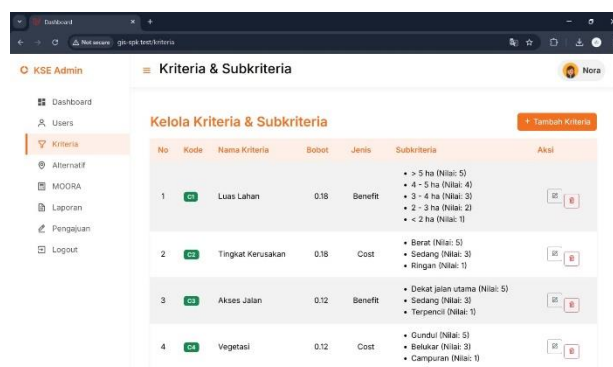 Dashboard
Not secure gis-spk.test/kriteria
KSE Admin
Kriteria & Subkriteria
Nora
Dashboard
Users
Kriteria
Alternatif
MOORA
Laporan
Pengajuan
Logout
Kelola Kriteria & Subkriteria
+ Tambah Kriteria
No Kode Nama Kriteria Bobot Jenis Subkriteria Aksi
1 C1 Luas Lahan 0.18 Benefit
• > 5 ha (Nilai: 5)
• 4 - 5 ha (Nilai: 4)
• 3 - 4 ha (Nilai: 3)
• 2 - 3 ha (Nilai: 2)
• < 2 ha (Nilai: 1)
2 C2 Tingkat Kerusakan 0.18 Cost
• Berat (Nilai: 5)
• Sedang (Nilai: 3)
• Ringan (Nilai: 1)
3 C3 Akses Jalan 0.12 Benefit
• Dekat jalan utama (Nilai: 5)
• Sedang (Nilai: 3)
• Terpencil (Nilai: 1)
4 C4 Vegetasi 0.12 Cost
• Gundul (Nilai: 5)
• Belukar (Nilai: 3)
• Campuran (Nilai: 1)